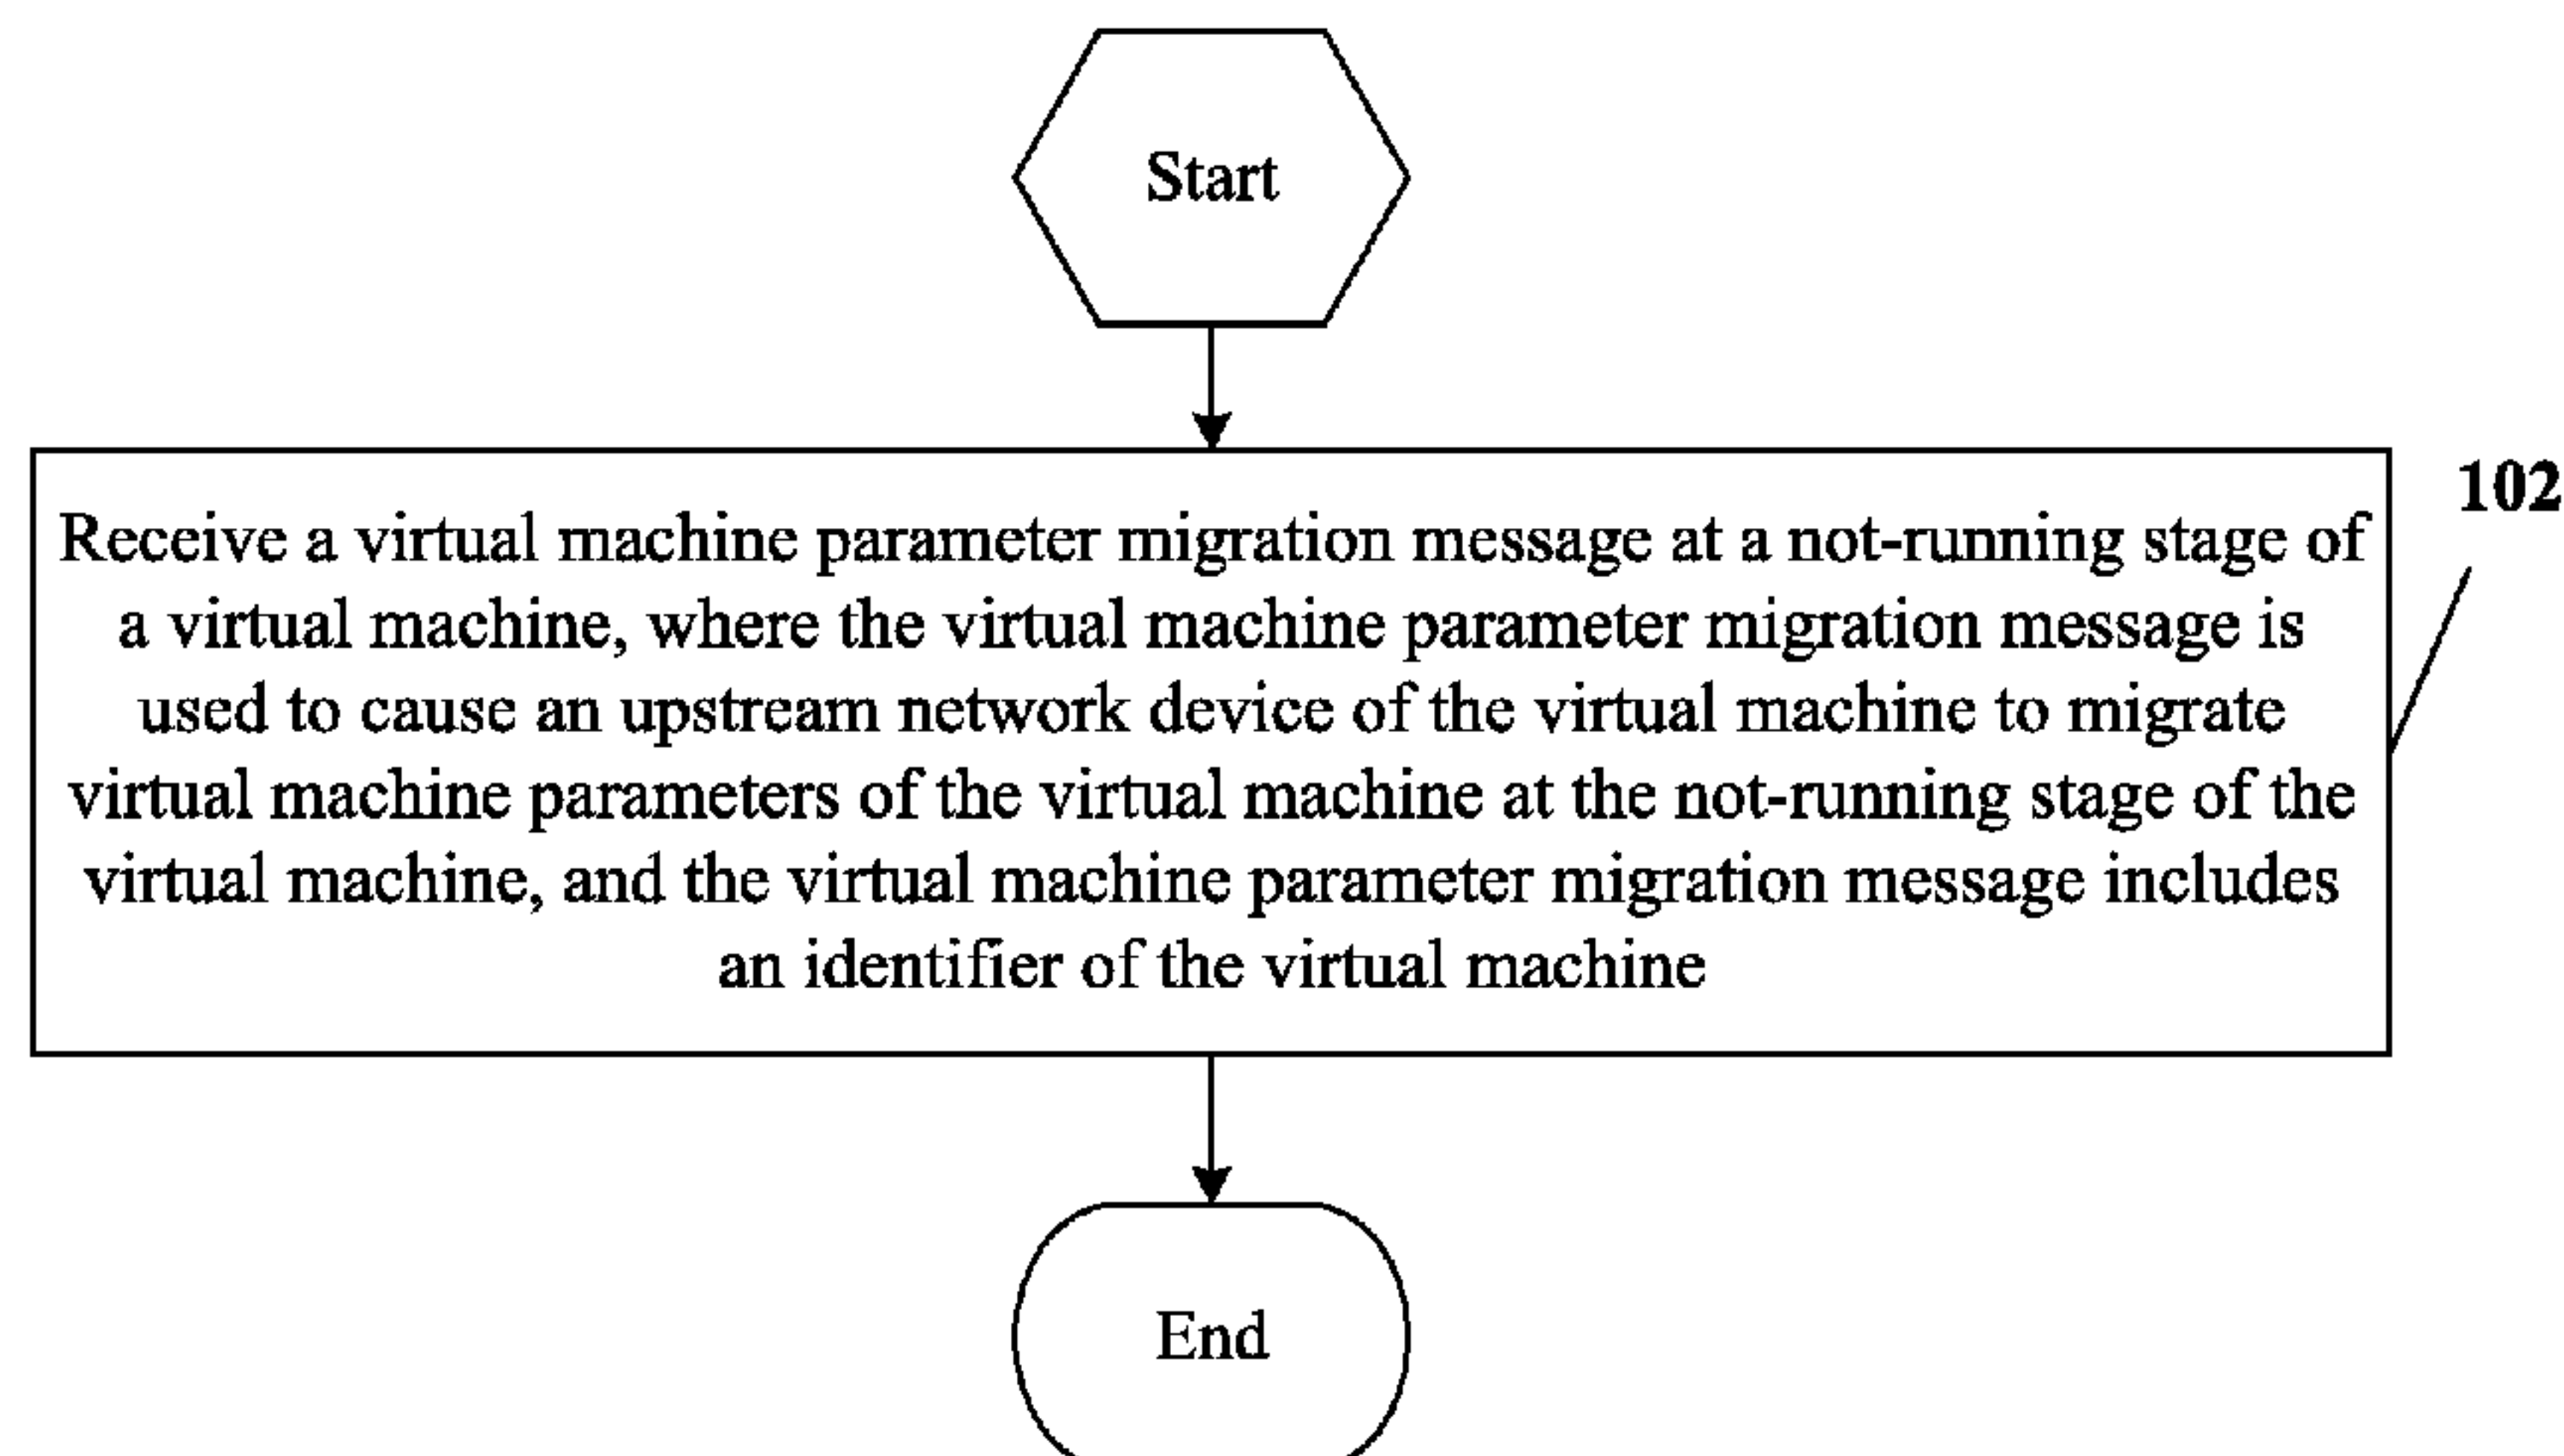 Start
Receive a virtual machine parameter migration message at a not-running stage of
a virtual machine, where the virtual machine parameter migration message is
used to cause an upstream network device of the virtual machine to migrate
virtual machine parameters of the virtual machine at the not-running stage of the
virtual machine, and the virtual machine parameter migration message includes
an identifier of the virtual machine
102
End